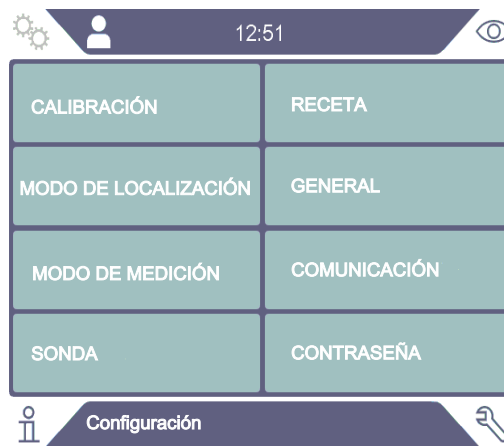 12:51
CALIBRACIÓN
RECETA
MODO DE LOCALIZACIÓN
GENERAL
MODO DE MEDICIÓN
COMUNICACIÓN
SONDA
CONTRASEÑA
Configuración